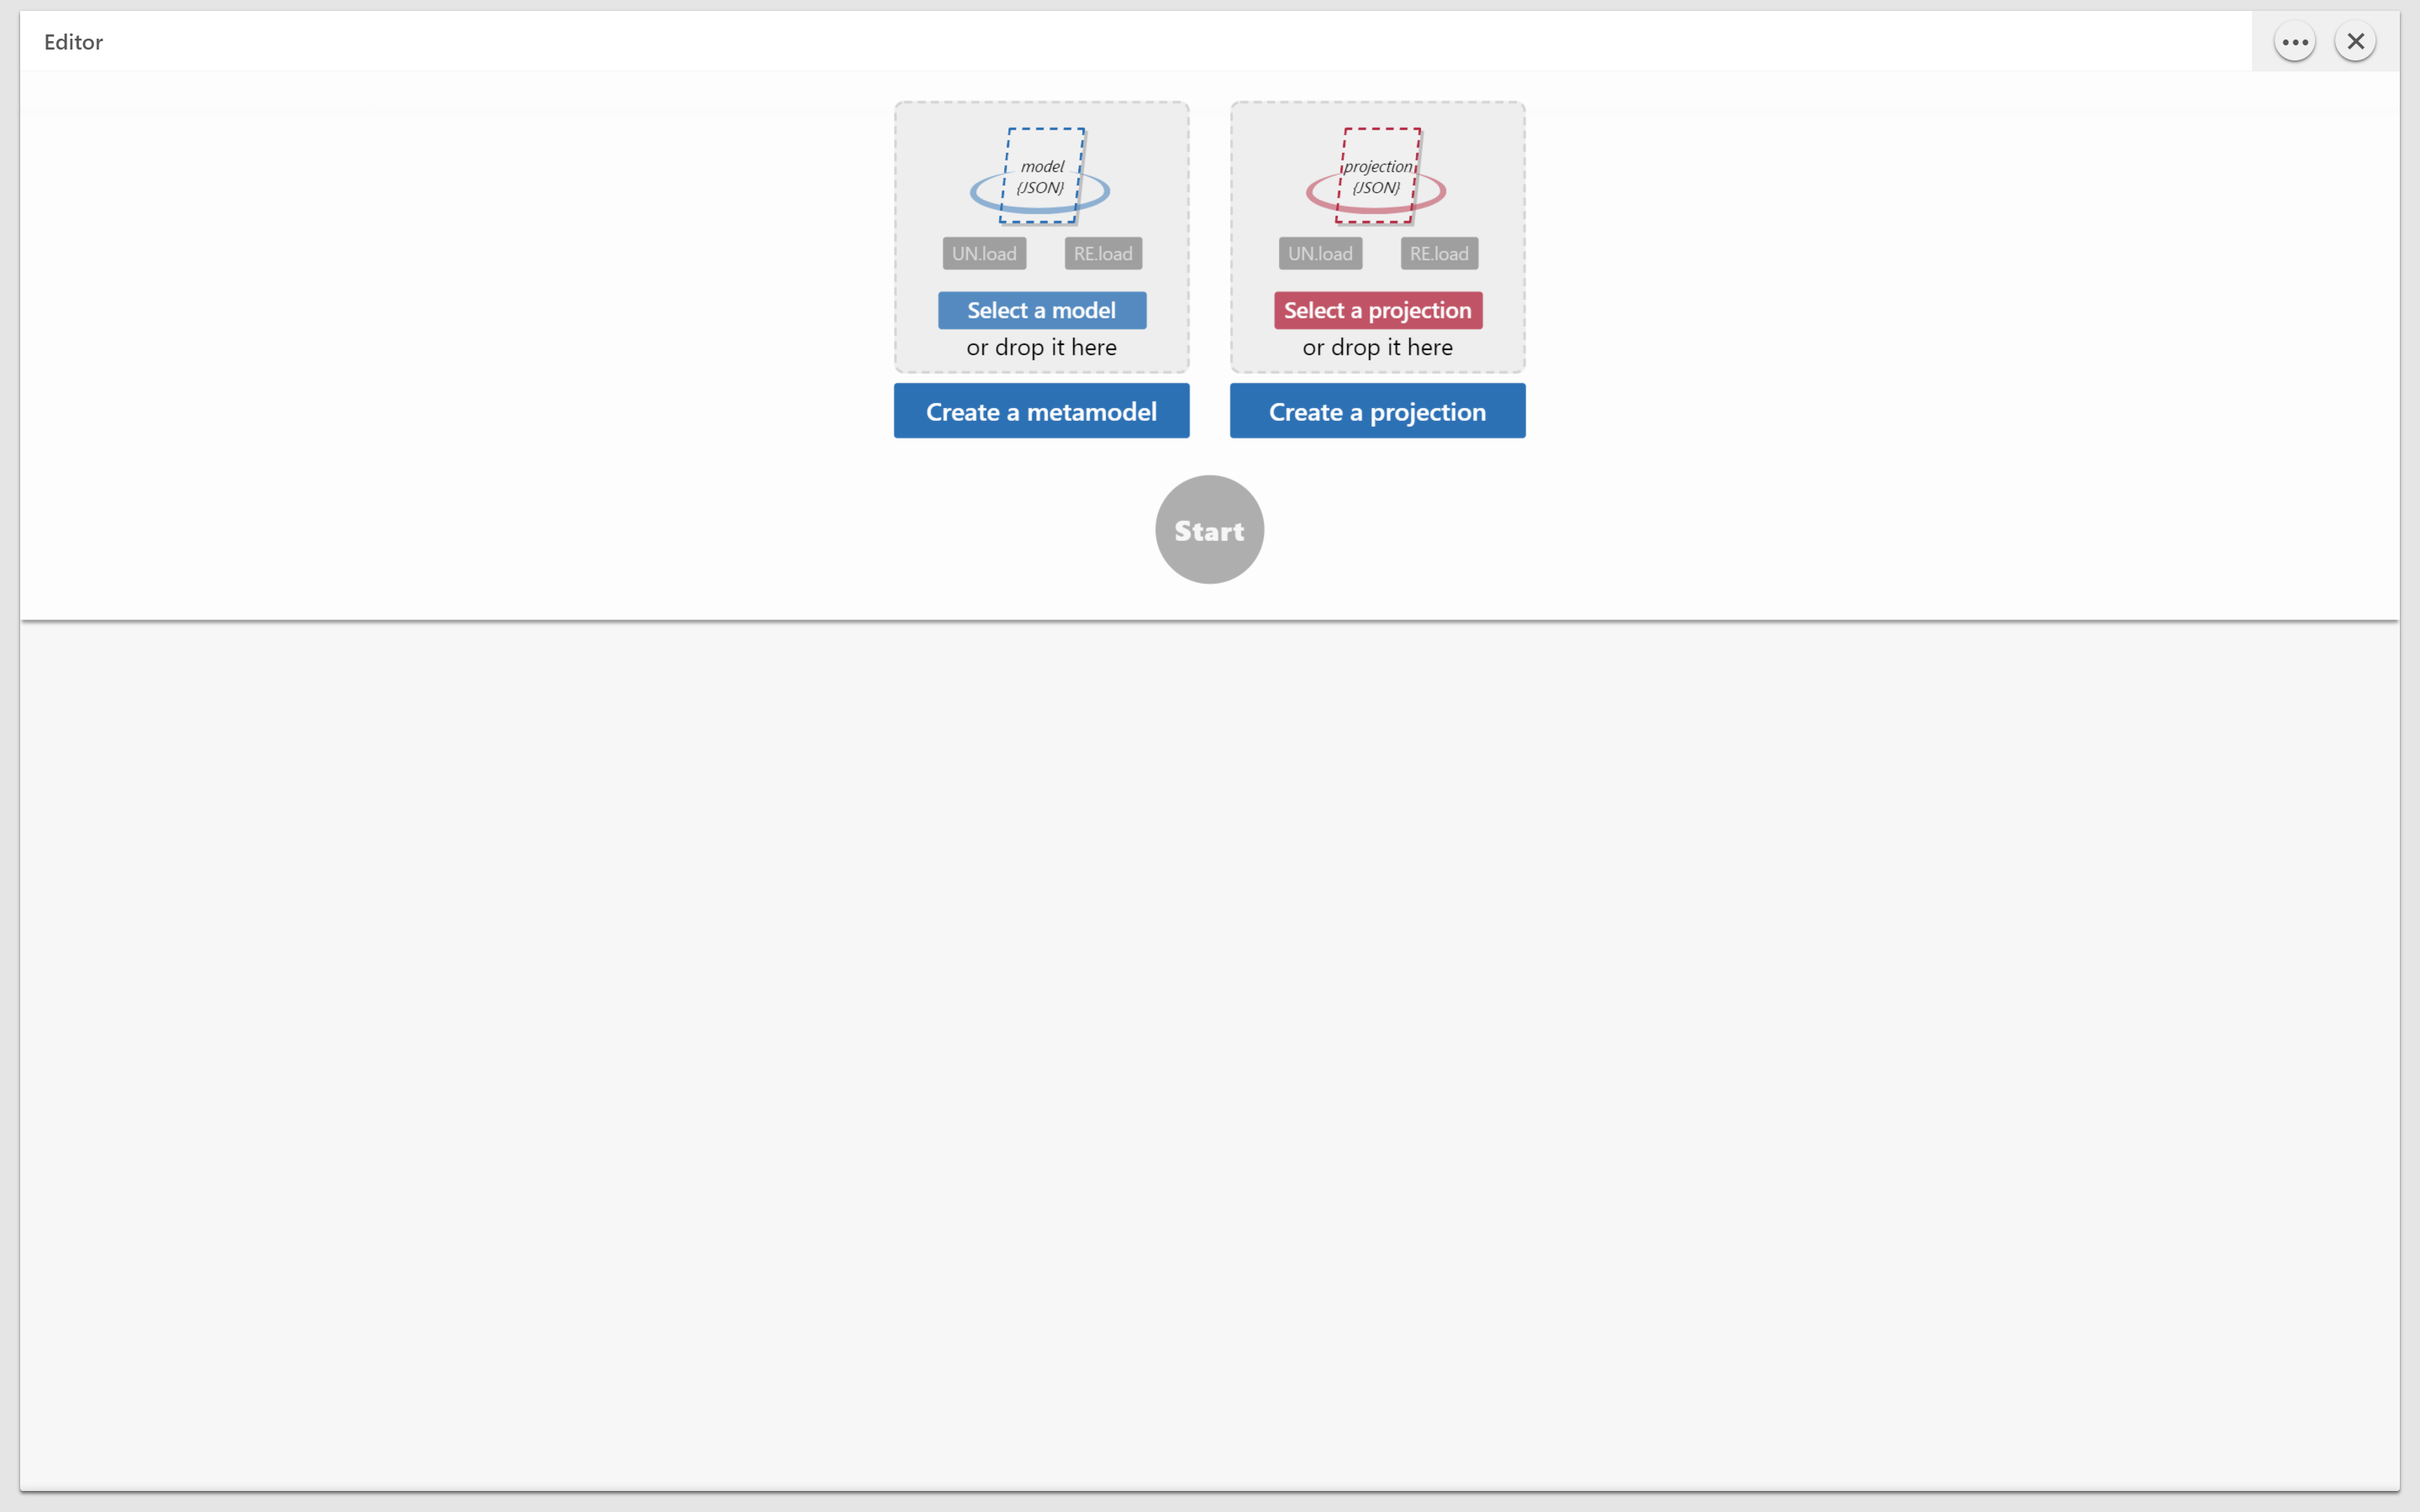 Editor
model
{JSON}
UN.load
RE.load
Select a model
or drop it here
Create a metamodel
projection
{JSON}
UN.load
RE.load
Select a projection
or drop it here
Create a projection
Start